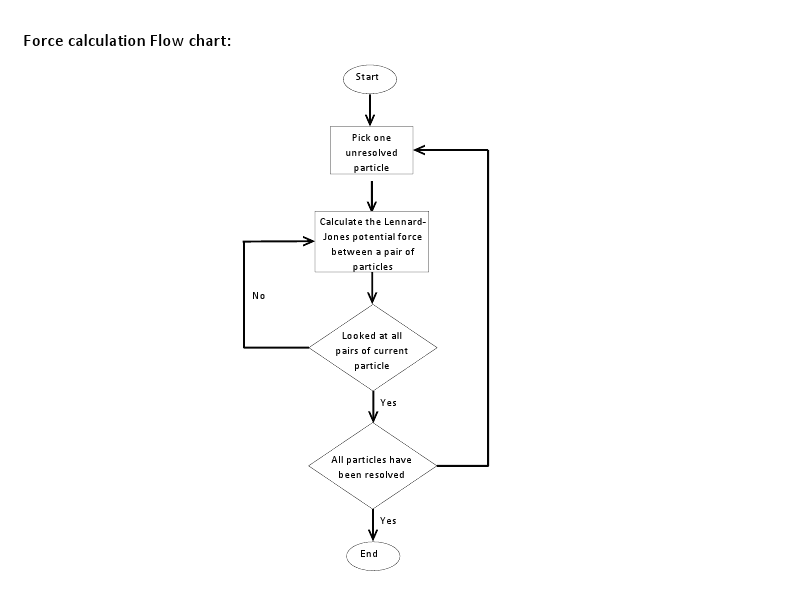 Force calculation Flow chart:
Start
Pick one
unresolved
particle
Calculate the Lennard-
Jones potential force
between a pair of
particles
No
Looked at all
pairs of current
particle
Yes
All particles have
been resolved
Yes
End